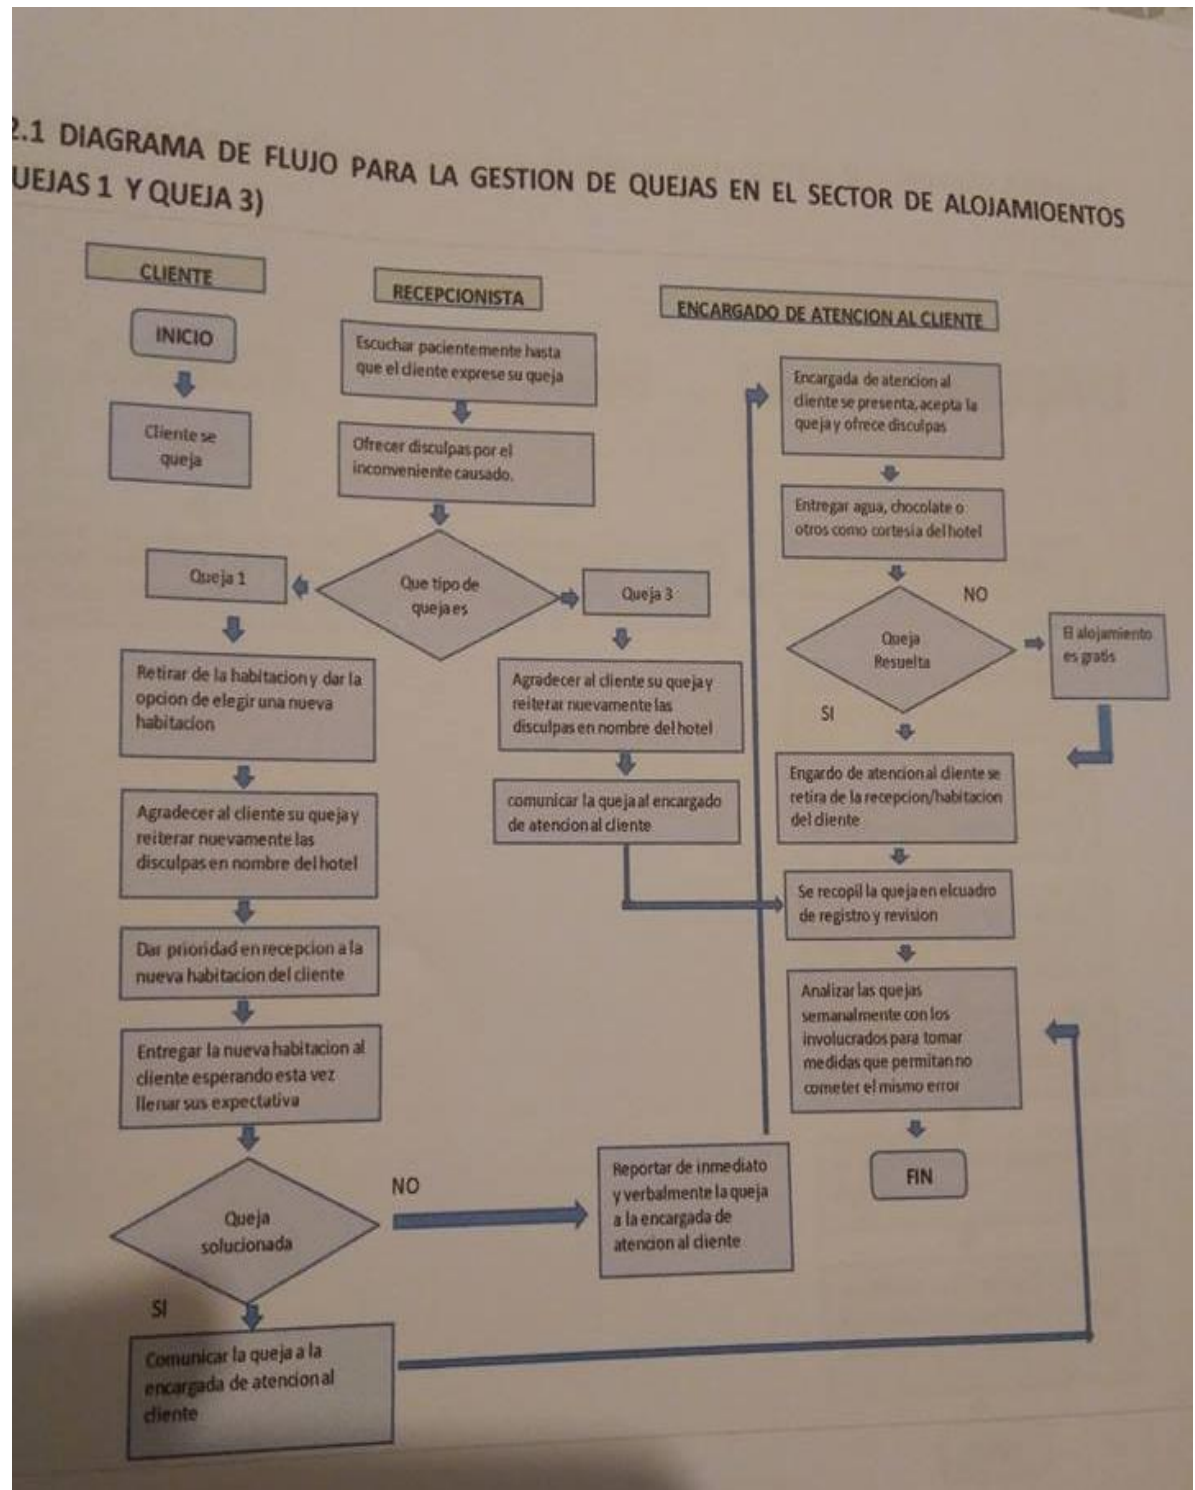 2.1 DIAGRAMA DE FLUJO PARA LA GESTION DE QUEJAS EN EL SECTOR DE ALOJAMIOENTOS
UEJAS 1 Y QUEJA 3)
CLIENTE
INICIO
Cliente se
queja
RECEPCIONISTA
Escuchar pacientemente hasta
que el cliente exprese su queja
Ofrecer disculpas por el
inconveniente causado.
Que tipo de
queja es
Queja 1
Retirar de la habitacion y dar la
opcion de elegir una nueva
habitacion
Agradecer al cliente su queja y
reiterar nuevamente las
disculpas en nombre del hotel
Dar prioridad en recepcion a la
nueva habitacion del cliente
Entregar la nueva habitacion al
cliente esperando esta vez
llenar sus expectativa
Queja
solucionada
NO
SI
Comunicar la queja a la
encargada de atencion al
cliente
Reportar de inmediato
y verbalmente la queja
a la encargada de
atencion al cliente
Queja 3
Agradecer al cliente su queja y
reiterar nuevamente las
disculpas en nombre del hotel
comunicar la queja al encargado
de atencion al cliente
ENCARGADO DE ATENCION AL CLIENTE
Encargada de atencion al
cliente se presenta, acepta la
queja y ofrece disculpas
Entregar agua, chocolate o
otros como cortesia del hotel
Queja
Resuelta
NO
El alojamiento
es gratis
SI
Engardo de atencion al cliente se
retira de la recepcion/habitacion
del cliente
Se recopil la queja en elcuadro
de registro y revision
Analizar las quejas
semanalmente con los
involucrados para tomar
medidas que permitan no
cometer el mismo error
FIN